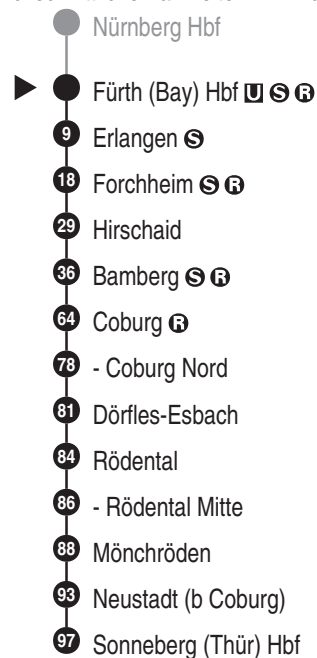 Nürnberg Hbf
Fürth (Bay) Hbf U S R
9 Erlangen S
18 Forchheim S R
29 Hirschaid
36 Bamberg S R
64 Coburg R
78 - Coburg Nord
81 Dörfles-Esbach
84 Rödental
86 - Rödental Mitte
88 Mönchröden
93 Neustadt (b Coburg)
97 Sonneberg (Thür) Hbf